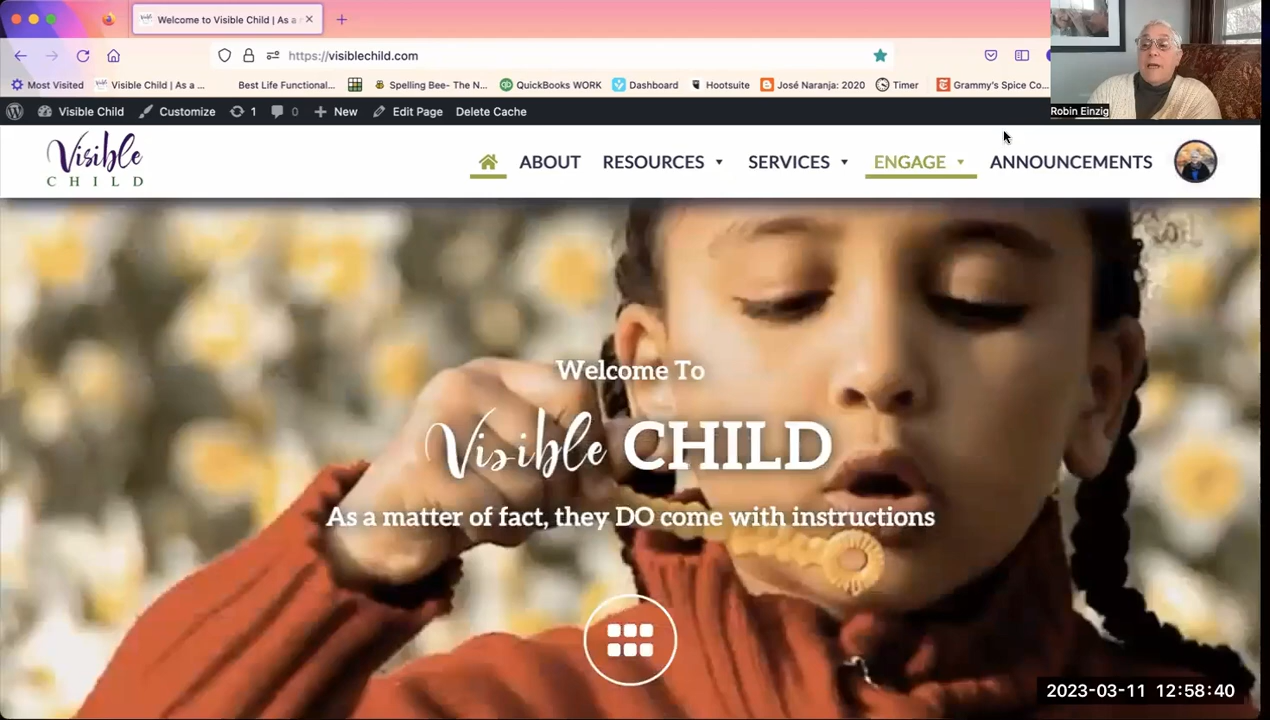 Welcome to Visible Child | As a
https://visiblechild.com
Most Visited
Visible Child | As a ...
Best Life Functional...
Spelling Bee- The N...
QuickBooks WORK
Dashboard
Hootsuite
José Naranja: 2020
Timer
Grammy's Spice Co...
Robin Einzig
Visible Child
Customize
1
0
New
Edit Page
Delete Cache
Visible
CHILD
ABOUT
RESOURCES
SERVICES
ENGAGE
ANNOUNCEMENTS
Welcome To
Visible CHILD
As a matter of fact, they DO come with instructions
2023-03-11 12:58:40